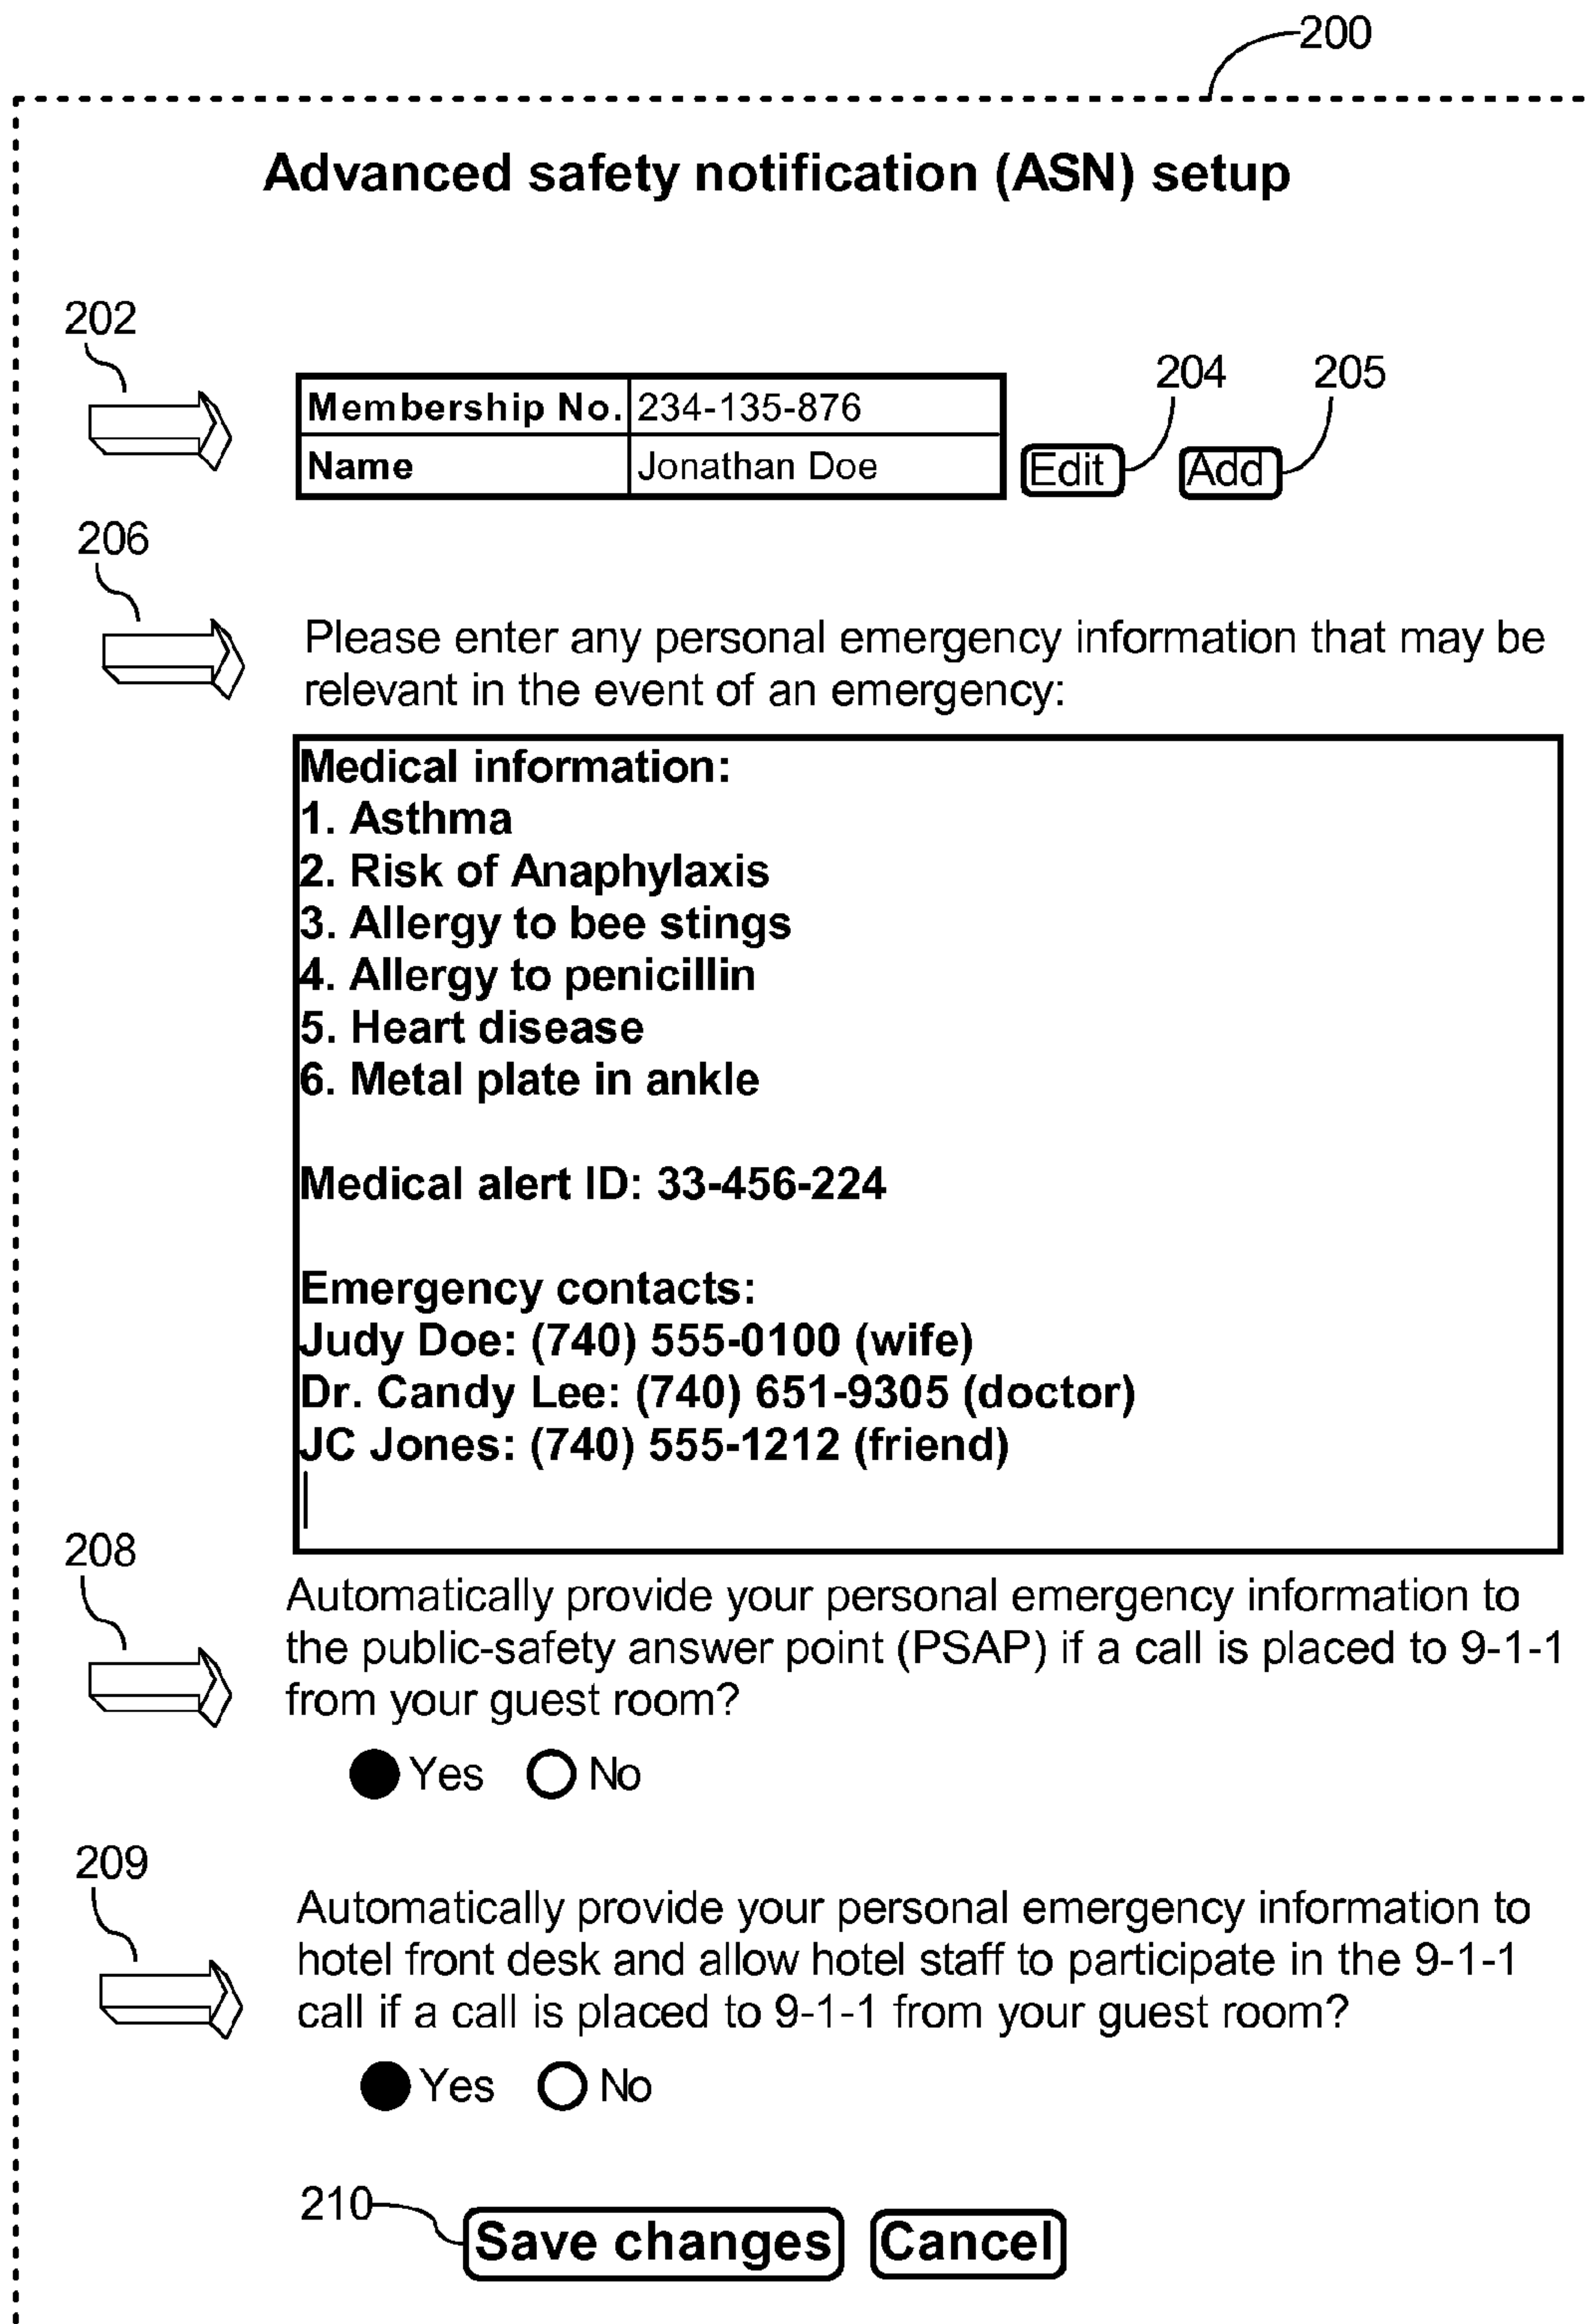 200
Advanced safety notification (ASN) setup
202
Membership No. 234-135-876
204 205
Name Jonathan Doe Edit Add
206
Please enter any personal emergency information that may be
relevant in the event of an emergency:
Medical information:
1. Asthma
2. Risk of Anaphylaxis
3. Allergy to bee stings
4. Allergy to penicillin
5. Heart disease
6. Metal plate in ankle
Medical alert ID: 33-456-224
Emergency contacts:
Judy Doe: (740) 555-0100 (wife)
Dr. Candy Lee: (740) 651-9305 (doctor)
JC Jones: (740) 555-1212 (friend)
208
Automatically provide your personal emergency information to
the public-safety answer point (PSAP) if a call is placed to 9-1-1
from your guest room?
Yes No
209
Automatically provide your personal emergency information to
hotel front desk and allow hotel staff to participate in the 9-1-1
call if a call is placed to 9-1-1 from your guest room?
Yes No
210
Save changes Cancel